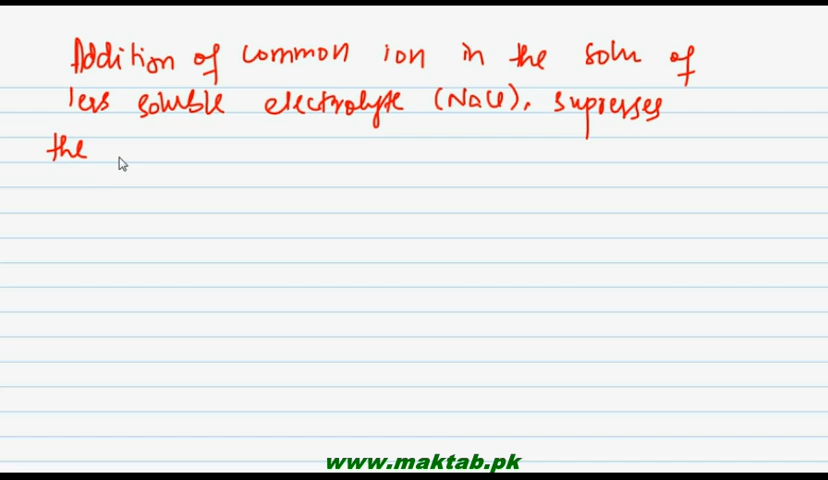 Addition of common ion in the soln of
less soluble electrolyte (NaCl), supresses
the
www.maktab.pk